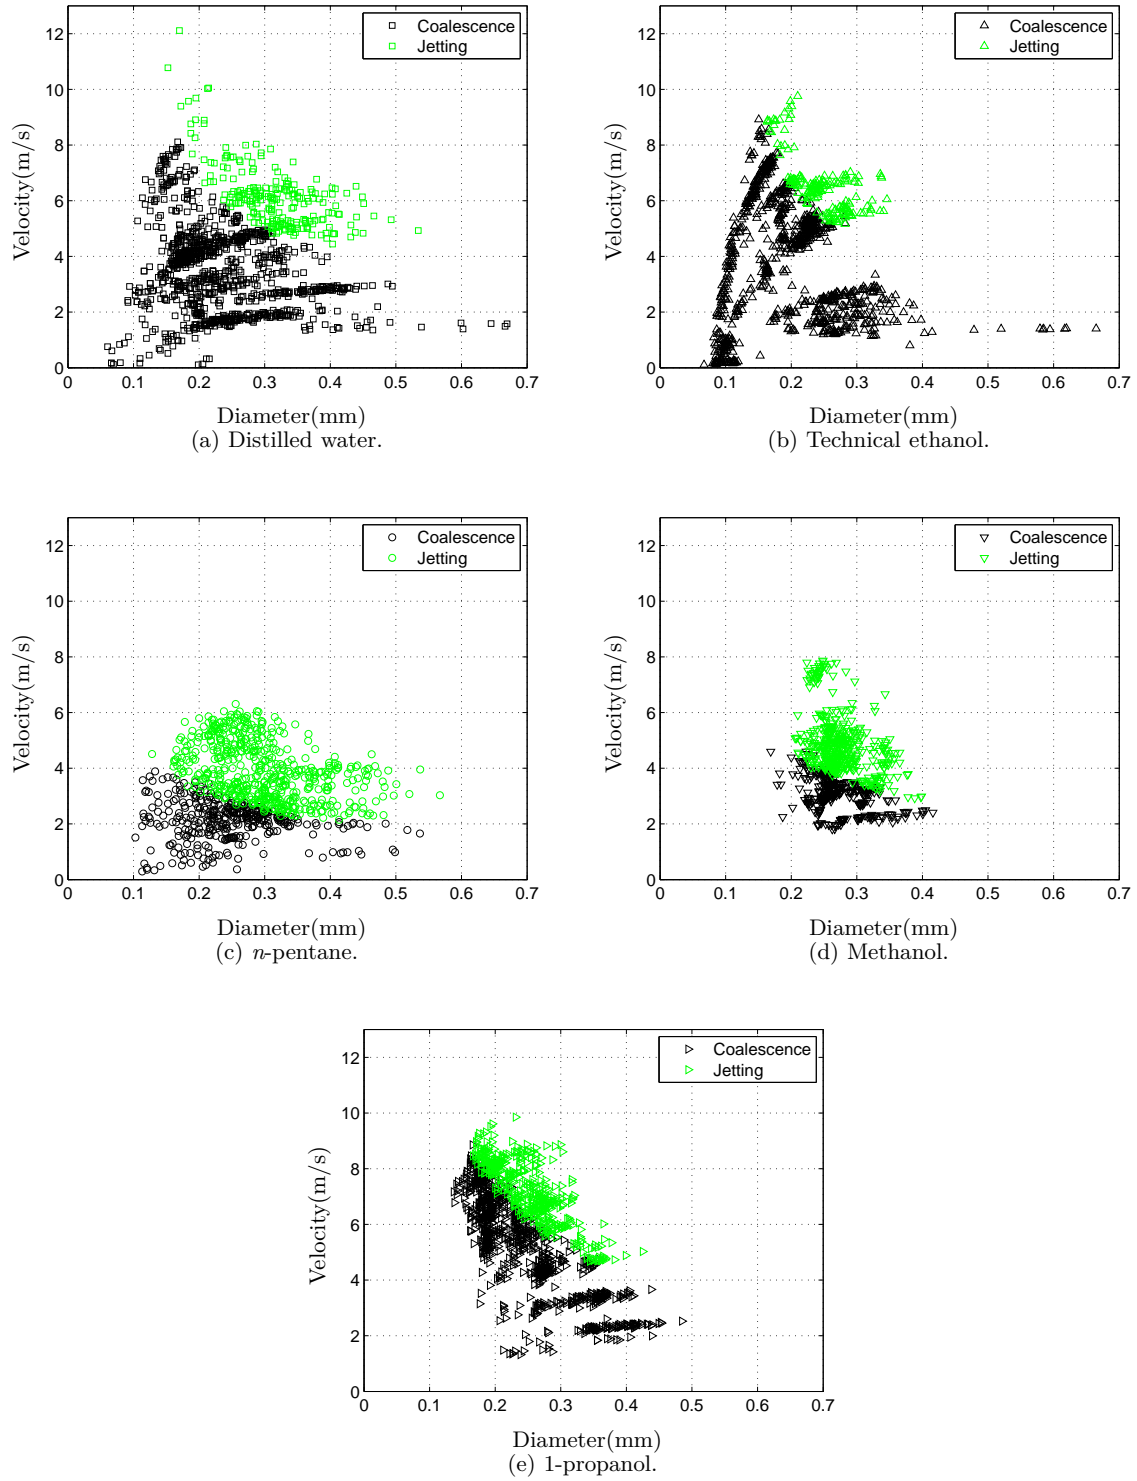 12
10
8
6
4
2
0
Velocity(m/s)
Coalescence
Jetting
0 0.1 0.2 0.3 0.4 0.5 0.6 0.7
Diameter(mm)
(a) Distilled water.
12
10
8
6
4
2
0
Velocity(m/s)
Coalescence
Jetting
0 0.1 0.2 0.3 0.4 0.5 0.6 0.7
Diameter(mm)
(b) Technical ethanol.
12
10
8
6
4
2
0
Velocity(m/s)
Coalescence
Jetting
0 0.1 0.2 0.3 0.4 0.5 0.6 0.7
Diameter(mm)
(c) n-pentane.
12
10
8
6
4
2
0
Velocity(m/s)
Coalescence
Jetting
0 0.1 0.2 0.3 0.4 0.5 0.6 0.7
Diameter(mm)
(d) Methanol.
12
10
8
6
4
2
0
Velocity(m/s)
Coalescence
Jetting
0 0.1 0.2 0.3 0.4 0.5 0.6 0.7
Diameter(mm)
(e) 1-propanol.